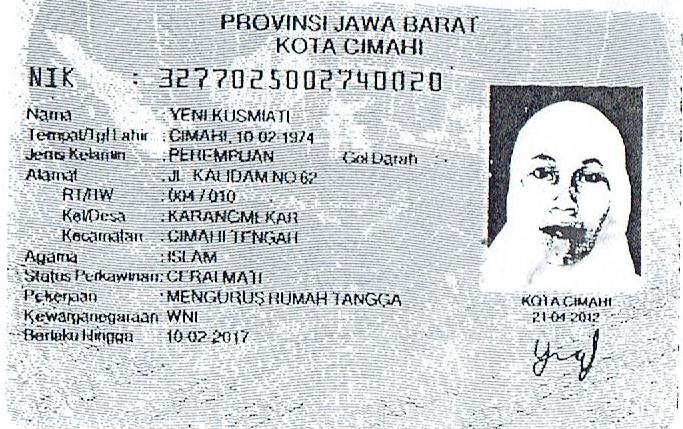 PROVINSI JAWA BARAT
KOTA CIMAHI
NIK : 3277025002740020
Nama : YENI KUSMIATI
Tempat/Tgl Lahir : CIMAHI, 10-02-1974
Jenis Kelamin : PEREMPUAN Gol Darah : -
Alamat : JL. KALIDAM NO 62
RT/RW : 004 / 010
Kel/Desa : KARANGMEKAR
Kecamatan : CIMAHI TENGAH
Agama : ISLAM
Status Perkawinan: CERAI MATI
Pekerjaan : MENGURUS RUMAH TANGGA
Kewarganegaraan: WNI
Berlaku Hingga : 10-02-2017
KOTA CIMAHI
21-04-2012